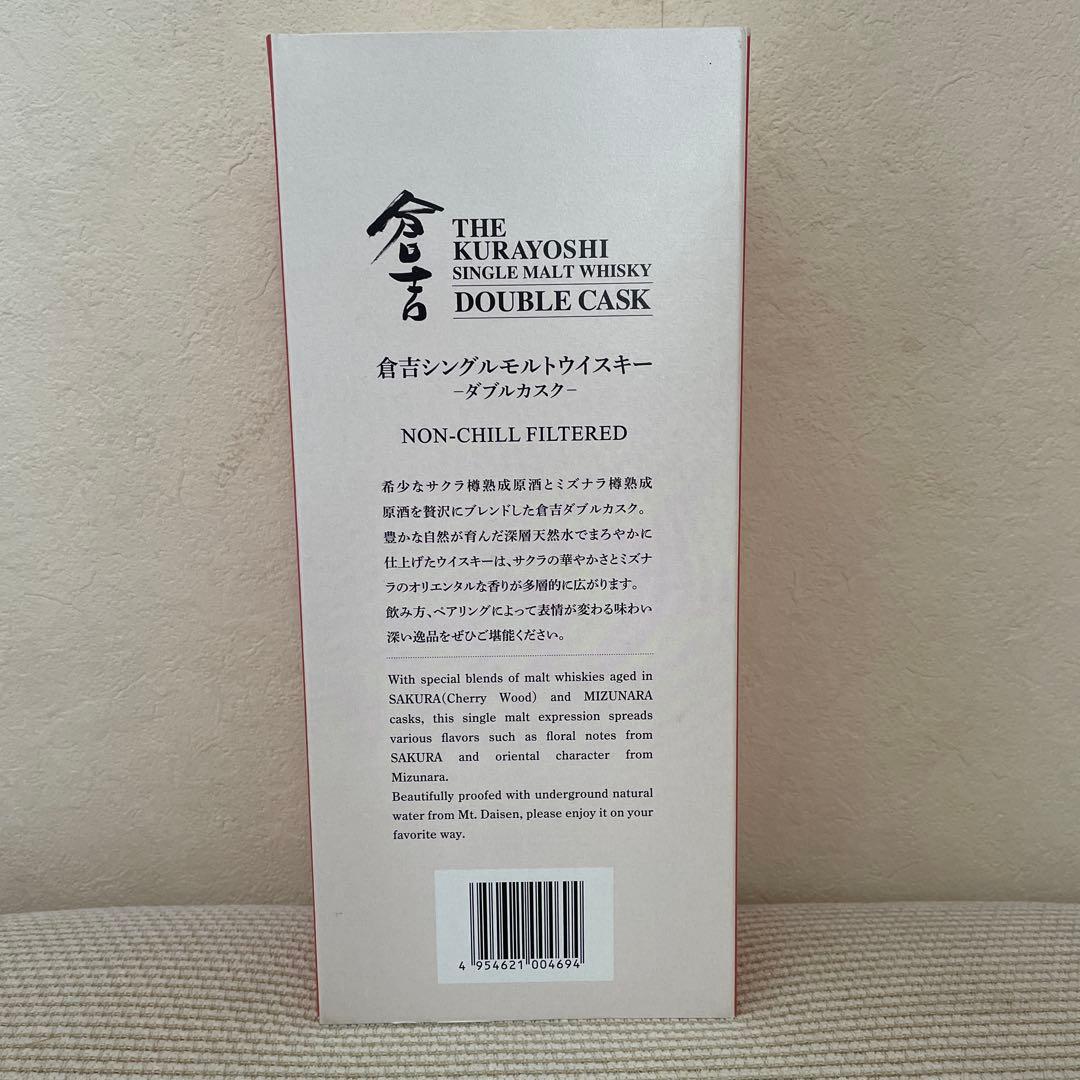 倉吉
THE
KURAYOSHI
SINGLE MALT WHISKY
DOUBLE CASK
倉吉シングルモルトウイスキー
−ダブルカスク−
NON-CHILL FILTERED
希少なサクラ樽熟成原酒とミズナラ樽熟成
原酒を贅沢にブレンドした倉吉ダブルカスク。
豊かな自然が育んだ深層天然水でまろやかに
仕上げたウイスキーは、サクラの華やかさとミズナ
ラのオリエンタルな香りが多層的に広がります。
飲み方、ペアリングによって表情が変わる味わい
深い逸品をぜひご堪能ください。
With special blends of malt whiskies aged in
SAKURA(Cherry Wood) and MIZUNARA
casks, this single malt expression spreads
various flavors such as floral notes from
SAKURA and oriental character from
Mizunara.
Beautifully proofed with underground natural
water from Mt. Daisen, please enjoy it on your
favorite way.
4 954621 004694